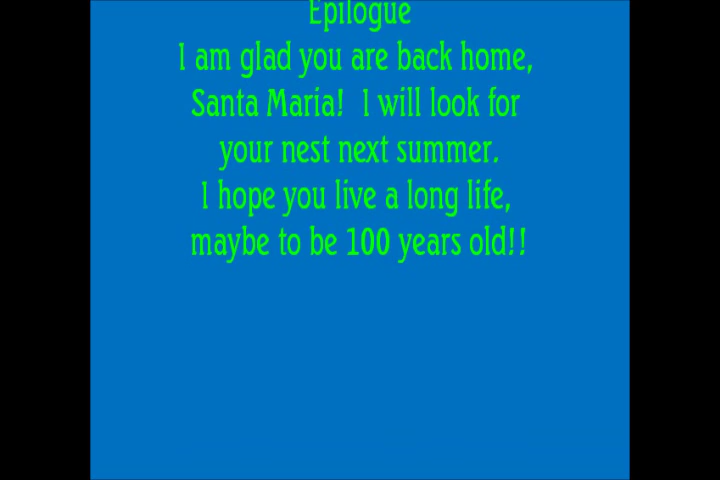 Epilogue
I am glad you are back home,
Santa Maria!  I will look for
your nest next summer.
I hope you live a long life,
maybe to be 100 years old!!